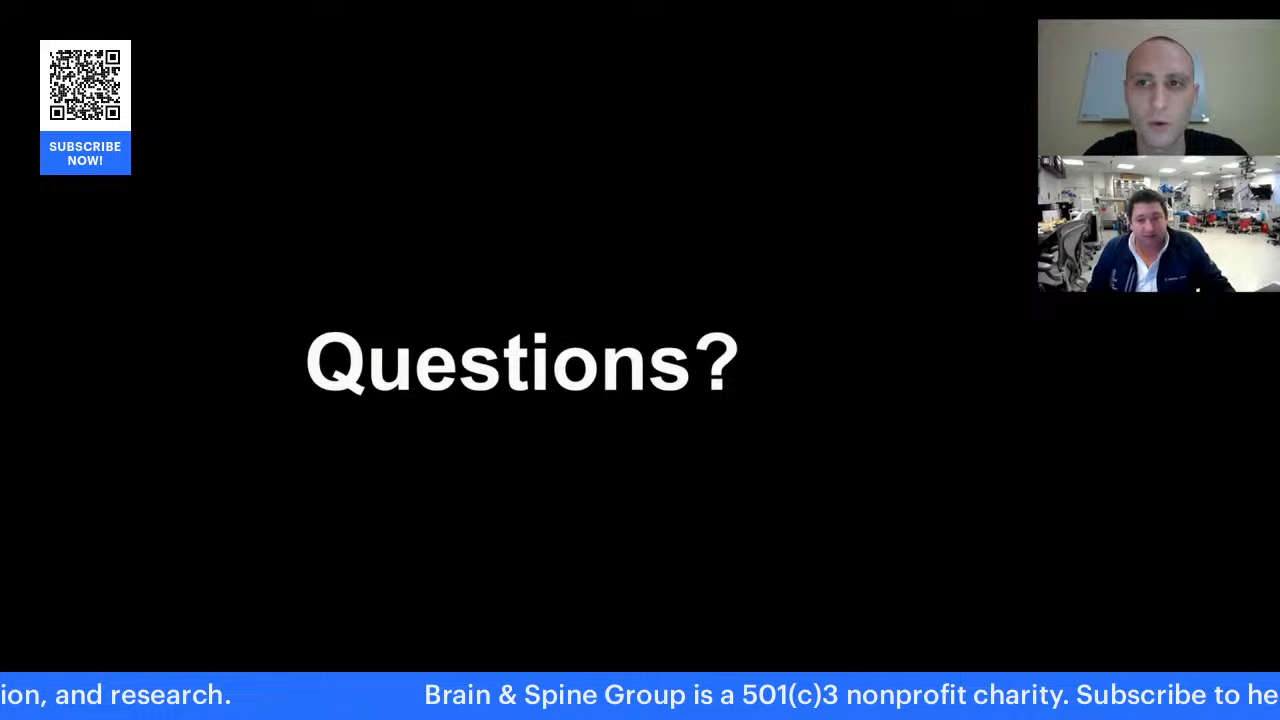 SUBSCRIBE
NOW!
Questions?
ion, and research.
Brain & Spine Group is a 501(c)3 nonprofit charity. Subscribe to he